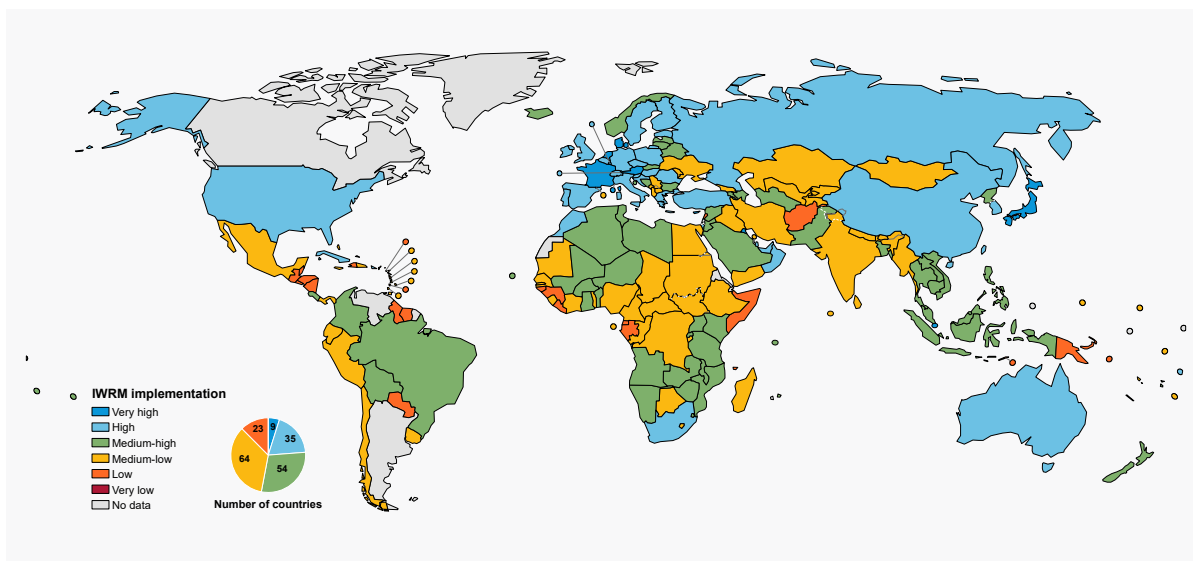 IWRM implementation
Very high
High
Medium-high
Medium-low
Low
Very low
No data
23
9
35
64
54
Number of countries